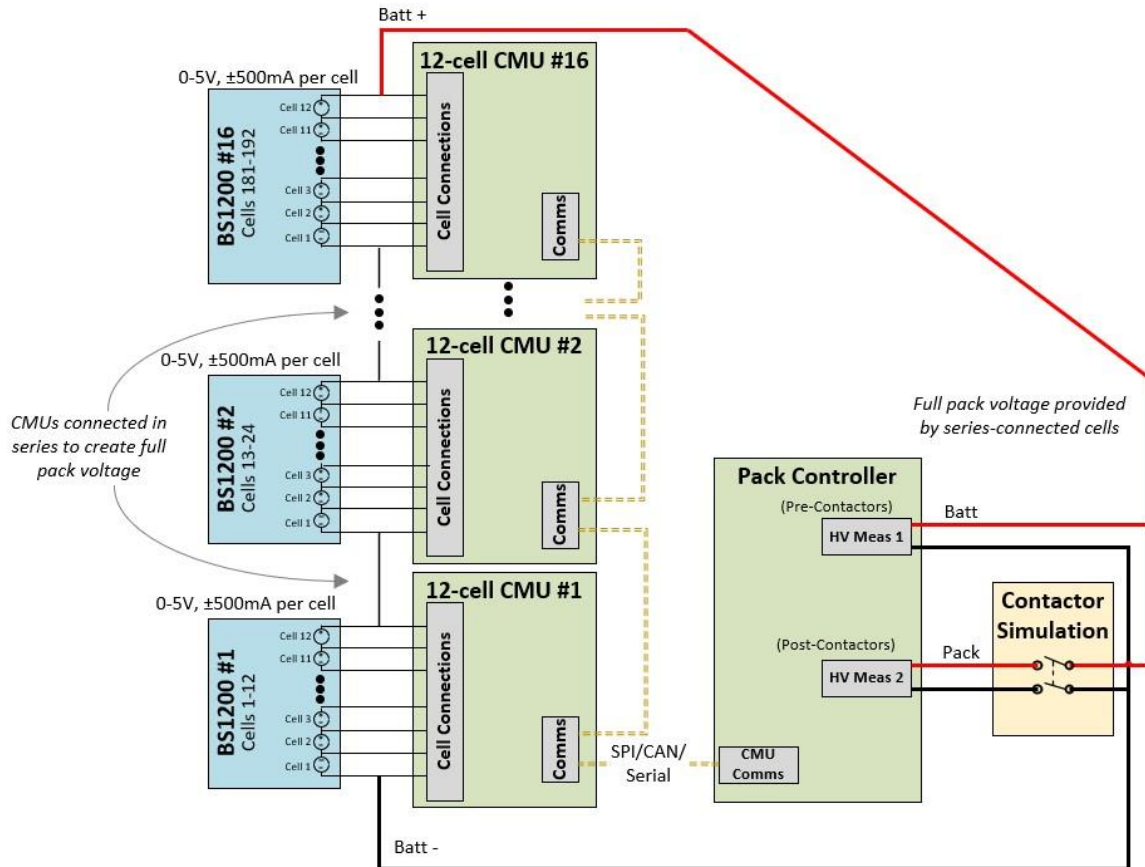 Batt +
0-5V, ±500mA per cell
BS1200 #16
Cells 181-192
Cell 12
Cell 11
Cell 3
Cell 2
Cell 1
12-cell CMU #16
Cell Connections
Comms
0-5V, ±500mA per cell
BS1200 #2
Cells 13-24
Cell 12
Cell 11
Cell 3
Cell 2
Cell 1
12-cell CMU #2
Cell Connections
Comms
CMUs connected in
series to create full
pack voltage
0-5V, ±500mA per cell
BS1200 #1
Cells 1-12
Cell 12
Cell 11
Cell 3
Cell 2
Cell 1
12-cell CMU #1
Cell Connections
Comms
SPI/CAN/
Serial
Batt -
Full pack voltage provided
by series-connected cells
Pack Controller
(Pre-Contactors)
HV Meas 1
Batt
(Post-Contactors)
HV Meas 2
Pack
CMU
Comms
Contactor
Simulation